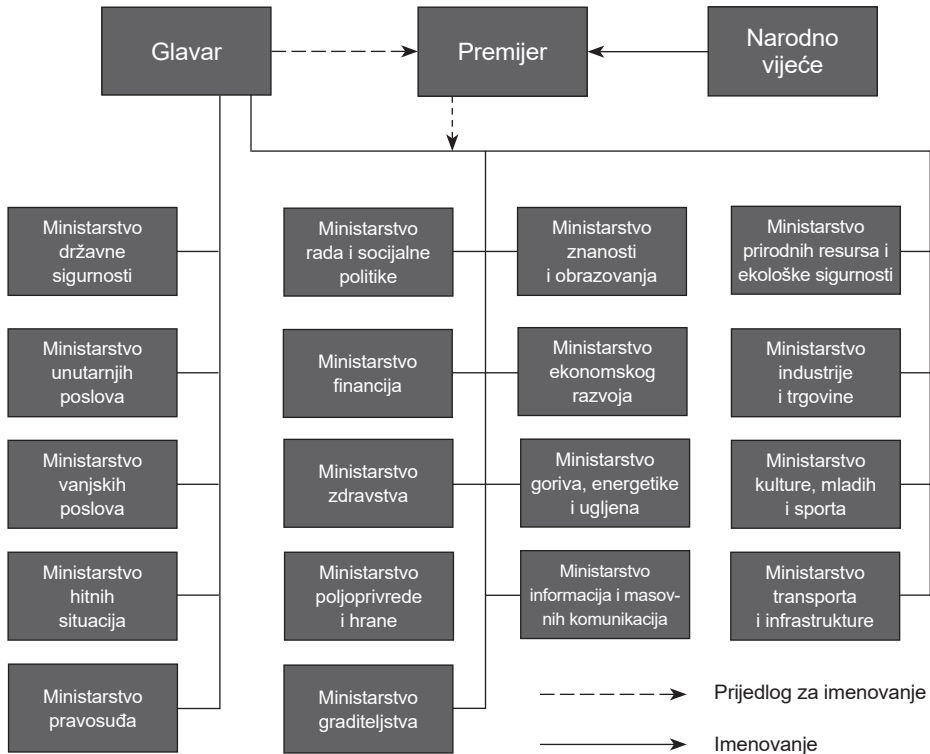 Glavar
Premijer
Narodno
vijeće
Ministarstvo
državne
sigurnosti
Ministarstvo
rada i socijalne
politike
Ministarstvo
znanosti
i obrazovanja
Ministarstvo
prirodnih resursa i
ekološke sigurnosti
Ministarstvo
unutarnjih
poslova
Ministarstvo
financija
Ministarstvo
ekonomskog
razvoja
Ministarstvo
industrije
i trgovine
Ministarstvo
vanjskih
poslova
Ministarstvo
zdravstva
Ministarstvo
goriva, energetike
i ugljena
Ministarstvo
kulture, mladih
i sporta
Ministarstvo
hitnih
situacija
Ministarstvo
poljoprivrede
i hrane
Ministarstvo
informacija i masov-
nih komunikacija
Ministarstvo
transporta
i infrastrukture
Ministarstvo
pravosuđa
Ministarstvo
graditeljstva
Prijedlog za imenovanje
Imenovanje